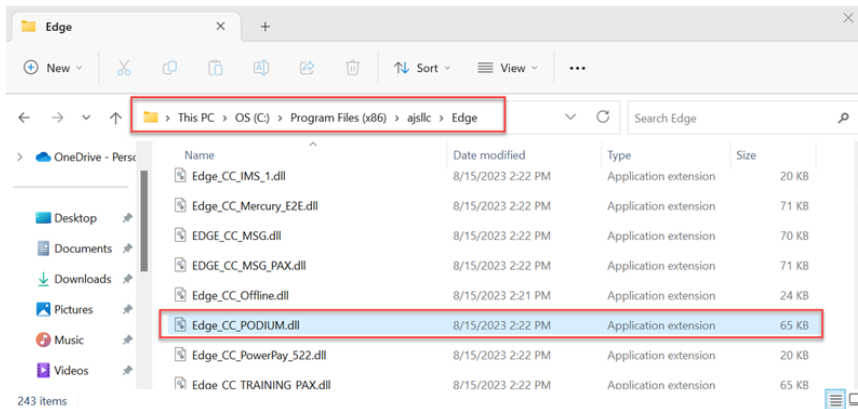 Edge
New
Sort
View
This PC > OS (C:) > Program Files (x86) > ajsllc > Edge
Search Edge
OneDrive - Perso
Desktop
Documents
Downloads
Pictures
Music
Videos
Name Date modified Type Size
Edge_CC_IMS_1.dll 8/15/2023 2:22 PM Application extension 20 KB
Edge_CC_Mercury_E2E.dll 8/15/2023 2:22 PM Application extension 71 KB
EDGE_CC_MSG.dll 8/15/2023 2:22 PM Application extension 70 KB
EDGE_CC_MSG_PAX.dll 8/15/2023 2:22 PM Application extension 71 KB
Edge_CC_Offline.dll 8/15/2023 2:21 PM Application extension 24 KB
Edge_CC_PODIUM.dll 8/15/2023 2:22 PM Application extension 65 KB
Edge_CC_PowerPay_522.dll 8/15/2023 2:22 PM Application extension 20 KB
Edge_CC_TRAINING_PAX.dll 8/15/2023 2:22 PM Application extension 65 KB
243 items